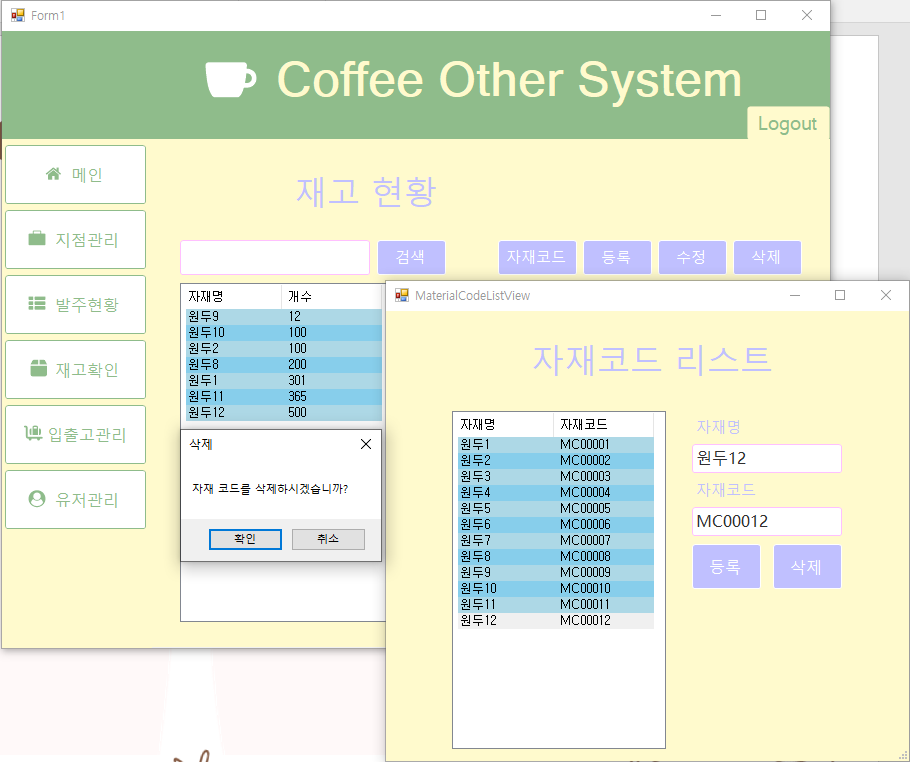 Form1
Coffee Other System
Logout
메인
지점관리
발주현황
재고확인
입출고관리
유저관리
재고 현황
검색 자재코드 등록 수정 삭제
자재명 개수
원두9 12
원두10 100
원두2 100
원두8 200
원두1 301
원두11 365
원두12 500
삭제
자재 코드를 삭제하시겠습니까?
확인 취소
MaterialCodeListView
자재코드 리스트
자재명 자재코드
원두1 MC00001
원두2 MC00002
원두3 MC00003
원두4 MC00004
원두5 MC00005
원두6 MC00006
원두7 MC00007
원두8 MC00008
원두9 MC00009
원두10 MC00010
원두11 MC00011
원두12 MC00012
자재명
원두12
자재코드
MC00012
등록 삭제